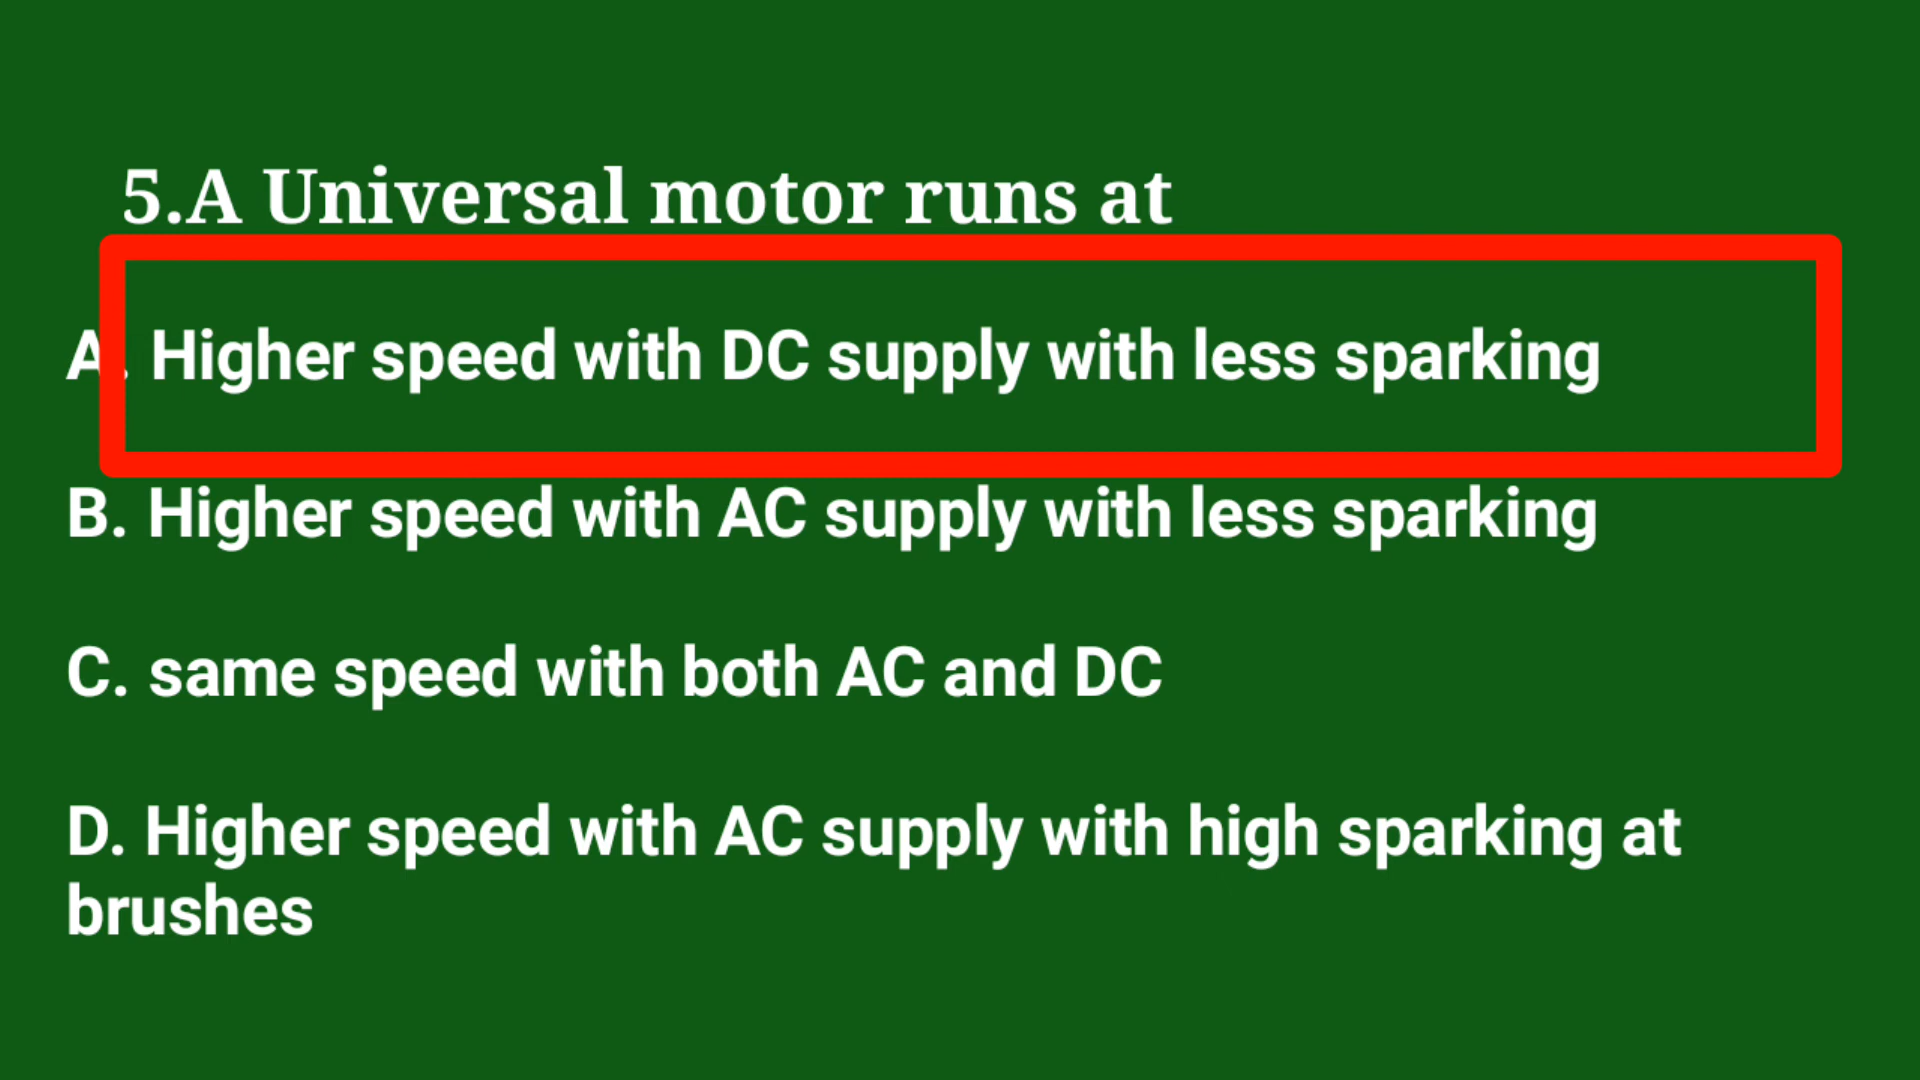 5.A Universal motor runs at
A. Higher speed with DC supply with less sparking
B. Higher speed with AC supply with less sparking
C. same speed with both AC and DC
D. Higher speed with AC supply with high sparking at
brushes